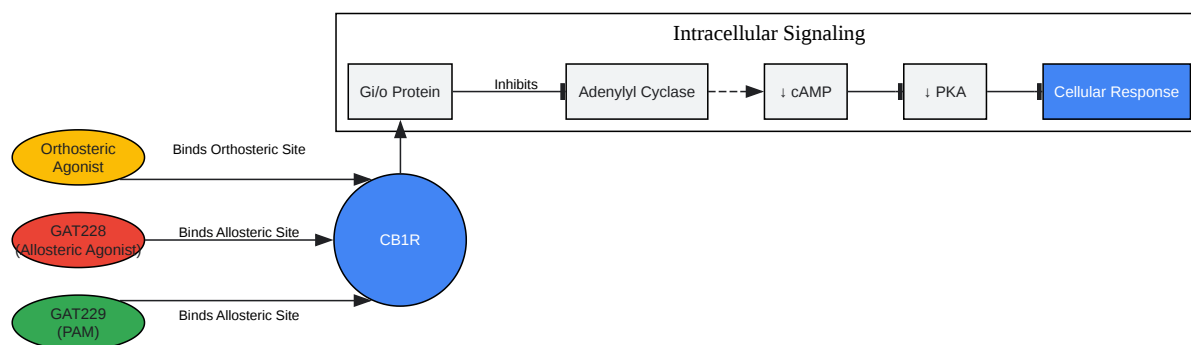 Intracellular Signaling
Gi/o Protein
Inhibits
Adenylyl Cyclase
↓ cAMP
↓ PKA
Cellular Response
Orthosteric
Agonist
Binds Orthosteric Site
GAT228
(Allosteric Agonist)
Binds Allosteric Site
CB1R
GAT229
(PAM)
Binds Allosteric Site